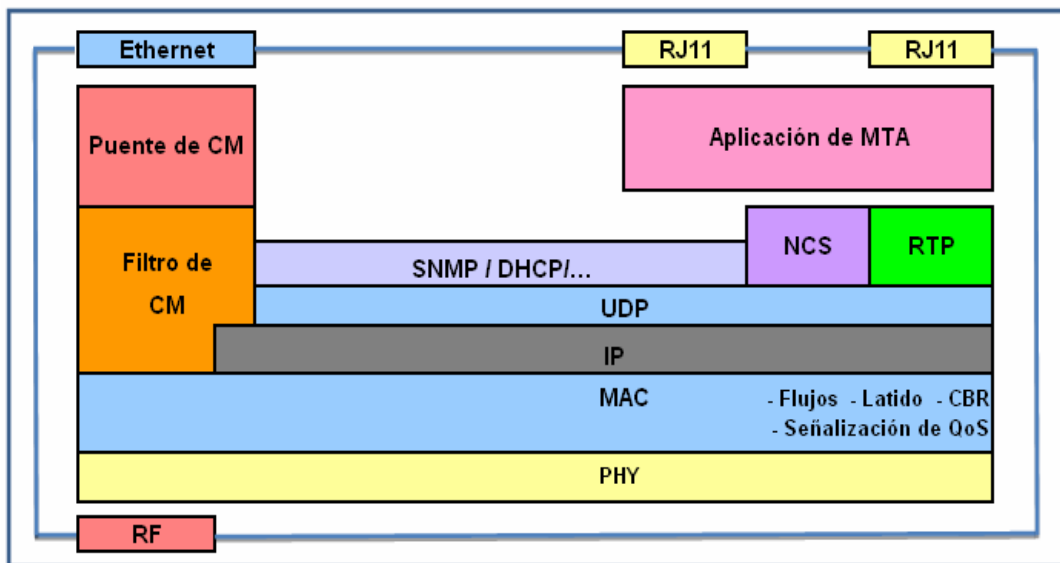 Ethernet
RJ11
RJ11
Puente de CM
Aplicación de MTA
Filtro de
CM
SNMP / DHCP/...
NCS
RTP
UDP
IP
MAC
- Flujos - Latido - CBR
- Señalización de QoS
PHY
RF